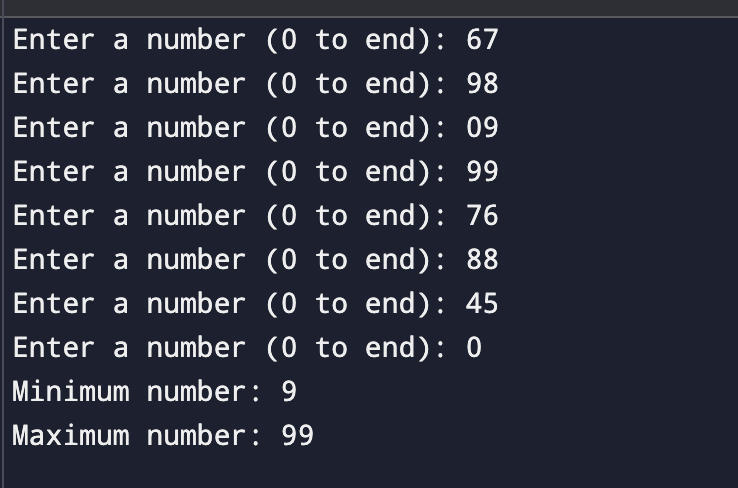 Enter a number (0 to end): 67
Enter a number (0 to end): 98
Enter a number (0 to end): 09
Enter a number (0 to end): 99
Enter a number (0 to end): 76
Enter a number (0 to end): 88
Enter a number (0 to end): 45
Enter a number (0 to end): 0
Minimum number: 9
Maximum number: 99